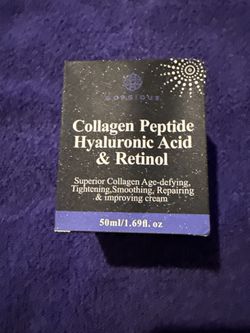 Collagen Peptide
Hyaluronic Acid
& Retinol
Superior Collagen Age-defying,
Tightening,Smoothing, Repairing
& improving cream
50ml/1.69fl. oz